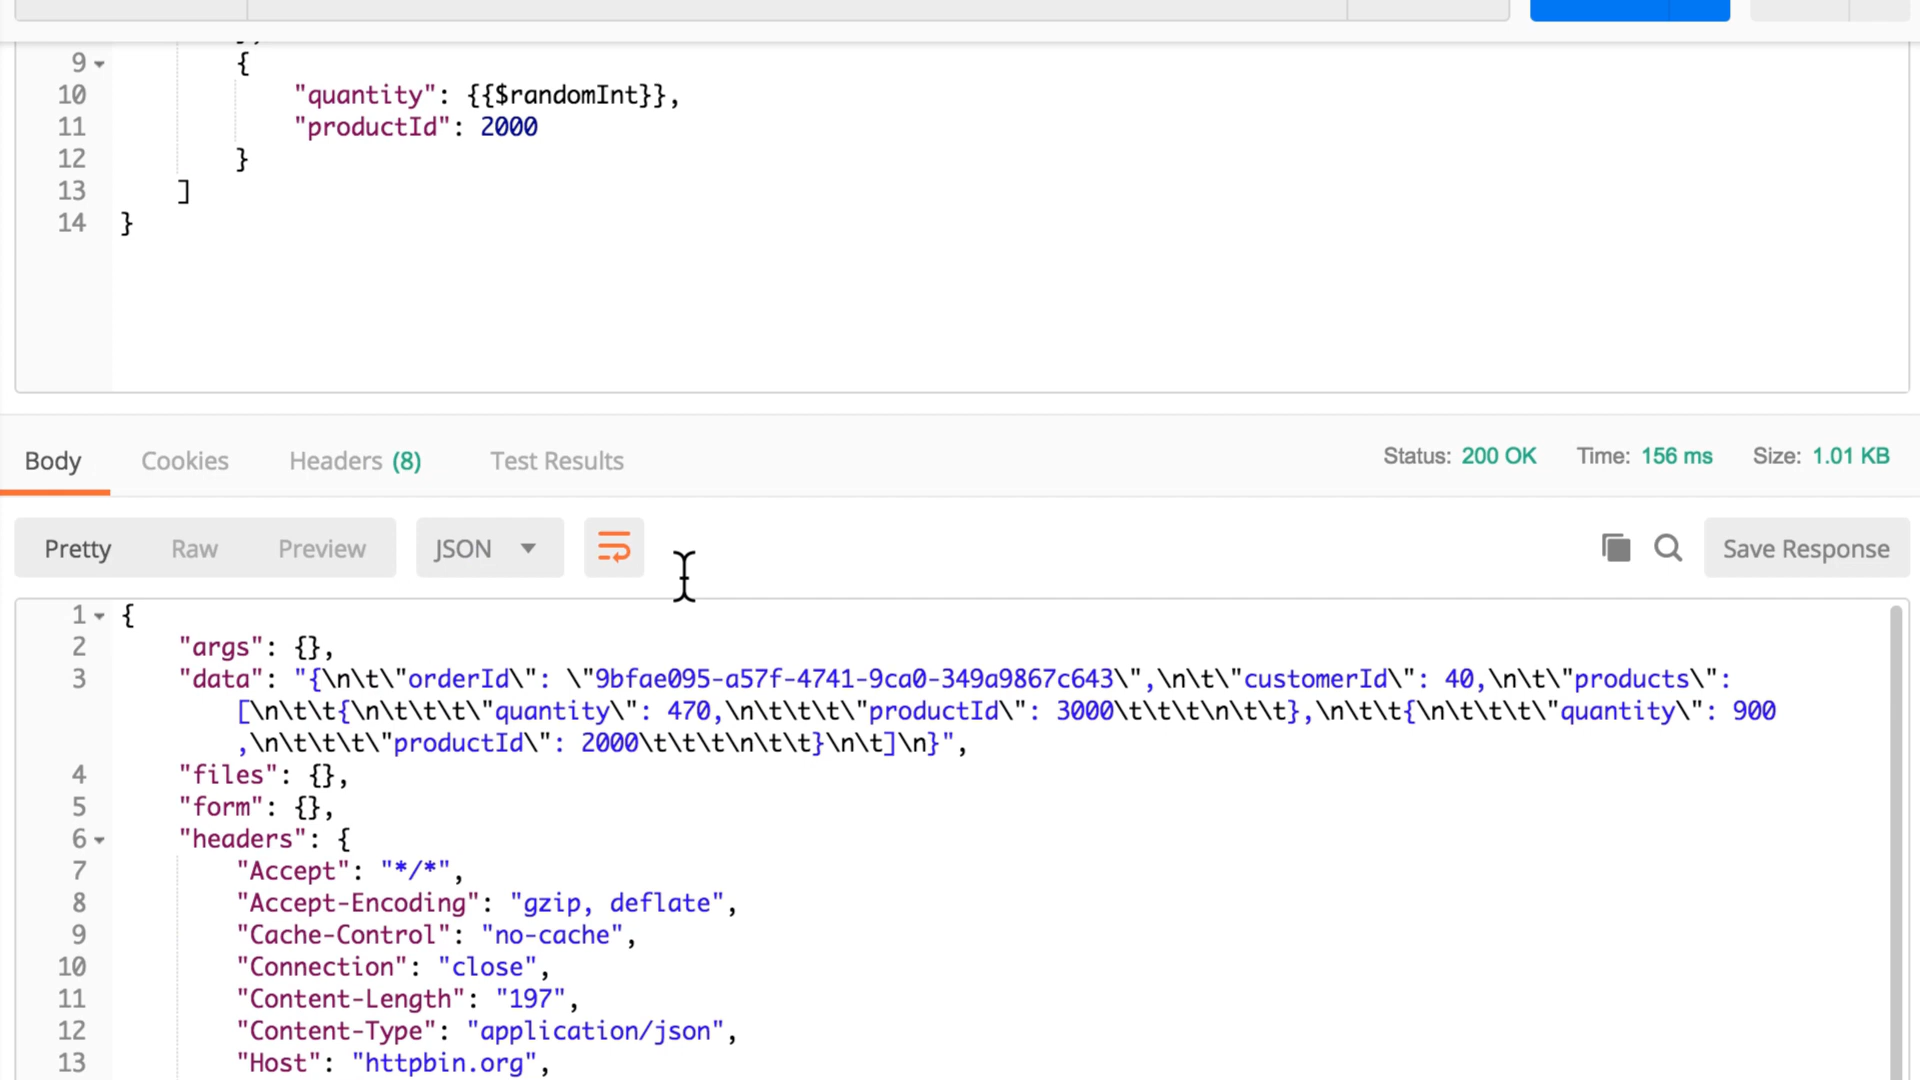 9 {
10 "quantity": {{$randomInt}},
11 "productId": 2000
12 }
13 ]
14 }
Body Cookies Headers (8) Test Results Status: 200 OK Time: 156 ms Size: 1.01 KB
Pretty Raw Preview JSON Save Response
1 {
2 "args": {},
3 "data": "{\n\t\"orderId\": \"9bfae095-a57f-4741-9ca0-349a9867c643\",\n\t\"customerId\": 40,\n\t\"products\":
[\n\t\t{\n\t\t\t\"quantity\": 470,\n\t\t\t\"productId\": 3000\t\t\t\n\t\t},\n\t\t{\n\t\t\t\"quantity\": 900
,\n\t\t\t\"productId\": 2000\t\t\t\n\t\t}\n\t]\n}",
4 "files": {},
5 "form": {},
6 "headers": {
7 "Accept": "*/*",
8 "Accept-Encoding": "gzip, deflate",
9 "Cache-Control": "no-cache",
10 "Connection": "close",
11 "Content-Length": "197",
12 "Content-Type": "application/json",
13 "Host": "httpbin.org",